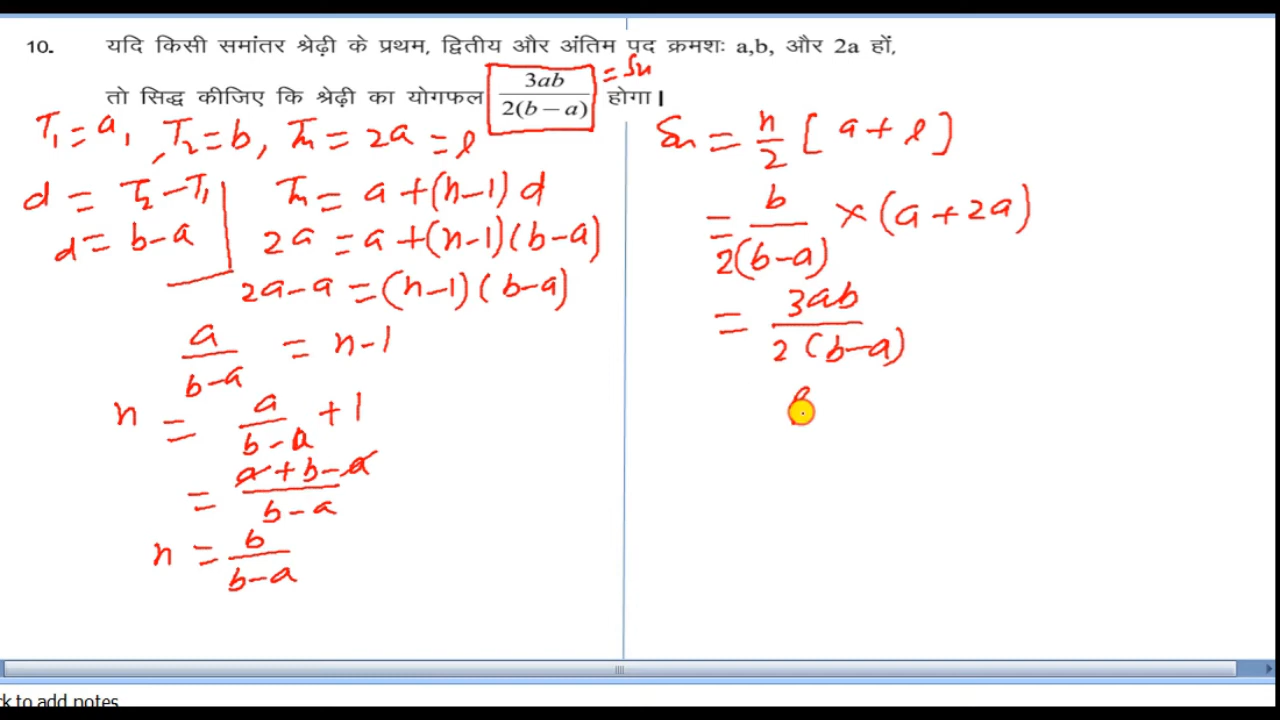 10. यदि किसी समांतर श्रेढ़ी के प्रथम, द्वितीय और अंतिम पद क्रमशः a,b, और 2a हों,
तो सिद्ध कीजिए कि श्रेढ़ी का योगफल 3ab / 2(b – a) होगा। = Sn
T₁ = a, T₂ = b, Tn = 2a = l
d = T₂ – T₁
d = b – a
Tn = a + (n–1) d
2a = a + (n–1) (b–a)
2a – a = (n–1) (b–a)
a / b–a = n–1
n = a / b–a + 1
= a + b – a / b – a
n = b / b–a
Sn = n/2 [a + l]
= b / 2(b–a) × (a + 2a)
= 3ab / 2(b–a)
ck to add notes